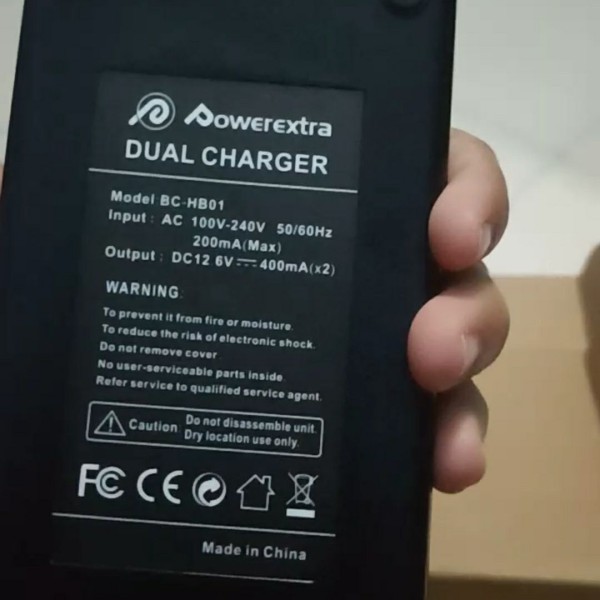 Powerextra
DUAL CHARGER
Model BC-HB01
Input : AC 100V-240V 50/60Hz
200mA(Max)
Output : DC12 6V⎓400mA(x2)
WARNING:
To prevent it from fire or moisture.
To reduce the risk of electronic shock.
Do not remove cover
No user-serviceable parts inside
Refer service to qualified service agent.
Caution: Do not disassemble unit.
Dry location use only.
FC CE
Made in China